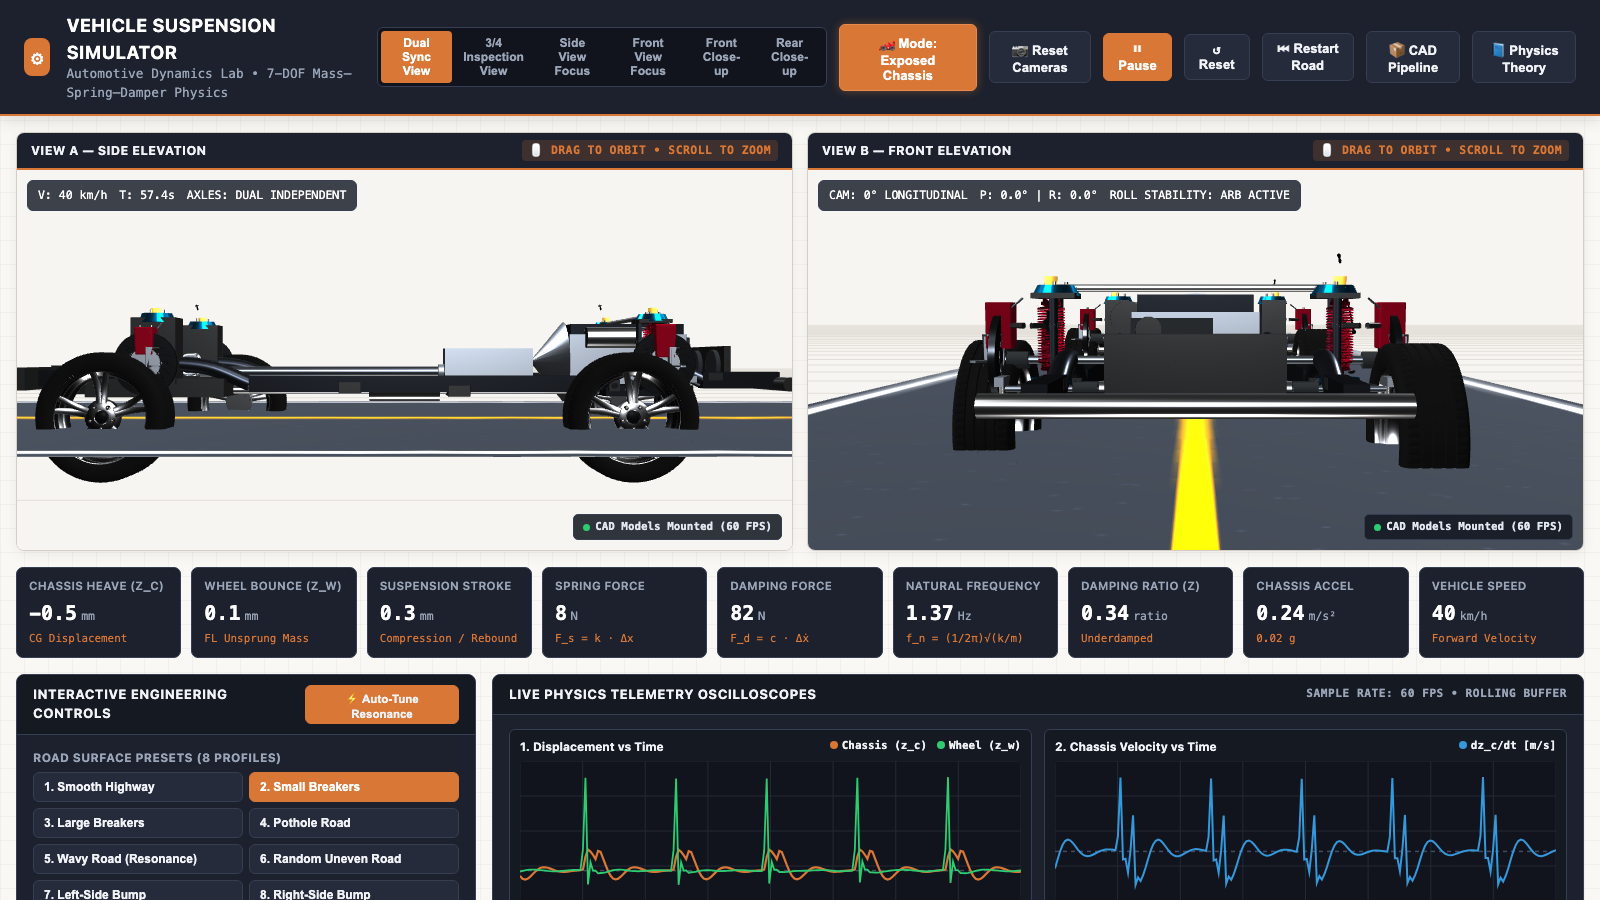 VEHICLE SUSPENSION
SIMULATOR
Automotive Dynamics Lab • 7-DOF Mass–
Spring–Damper Physics
Dual
Sync
View
3/4
Inspection
View
Side
View
Focus
Front
View
Focus
Front
Close-
up
Rear
Close-
up
Mode:
Exposed
Chassis
Reset
Cameras
Pause
Reset
Restart
Road
CAD
Pipeline
Physics
Theory
VIEW A — SIDE ELEVATION
DRAG TO ORBIT • SCROLL TO ZOOM
V: 40 km/h T: 57.4s AXLES: DUAL INDEPENDENT
CAD Models Mounted (60 FPS)
VIEW B — FRONT ELEVATION
DRAG TO ORBIT • SCROLL TO ZOOM
CAM: 0° LONGITUDINAL P: 0.0° | R: 0.0° ROLL STABILITY: ARB ACTIVE
CAD Models Mounted (60 FPS)
CHASSIS HEAVE (Z_C)
−0.5 mm
CG Displacement
WHEEL BOUNCE (Z_W)
0.1 mm
FL Unsprung Mass
SUSPENSION STROKE
0.3 mm
Compression / Rebound
SPRING FORCE
8 N
F_s = k · Δx
DAMPING FORCE
82 N
F_d = c · Δẋ
NATURAL FREQUENCY
1.37 Hz
f_n = (1/2π)√(k/m)
DAMPING RATIO (Ζ)
0.34 ratio
Underdamped
CHASSIS ACCEL
0.24 m/s²
0.02 g
VEHICLE SPEED
40 km/h
Forward Velocity
INTERACTIVE ENGINEERING
CONTROLS
⚡ Auto-Tune
Resonance
ROAD SURFACE PRESETS (8 PROFILES)
1. Smooth Highway
2. Small Breakers
3. Large Breakers
4. Pothole Road
5. Wavy Road (Resonance)
6. Random Uneven Road
7. Left-Side Bump
8. Right-Side Bump
LIVE PHYSICS TELEMETRY OSCILLOSCOPES
SAMPLE RATE: 60 FPS • ROLLING BUFFER
1. Displacement vs Time
Chassis (z_c)
Wheel (z_w)
2. Chassis Velocity vs Time
dz_c/dt [m/s]